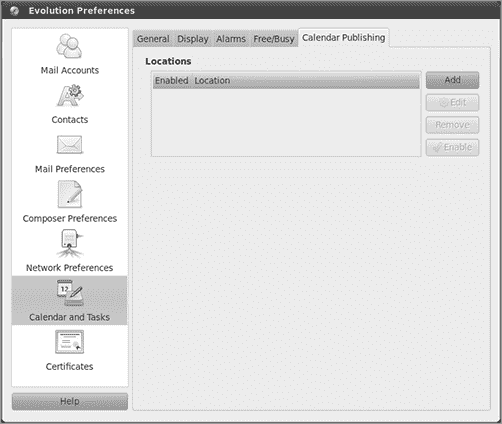 Evolution Preferences
Mail Accounts
Contacts
Mail Preferences
Composer Preferences
Network Preferences
Calendar and Tasks
Certificates
Help
General Display Alarms Free/Busy Calendar Publishing
Locations
Enabled Location
Add
Edit
Remove
Enable